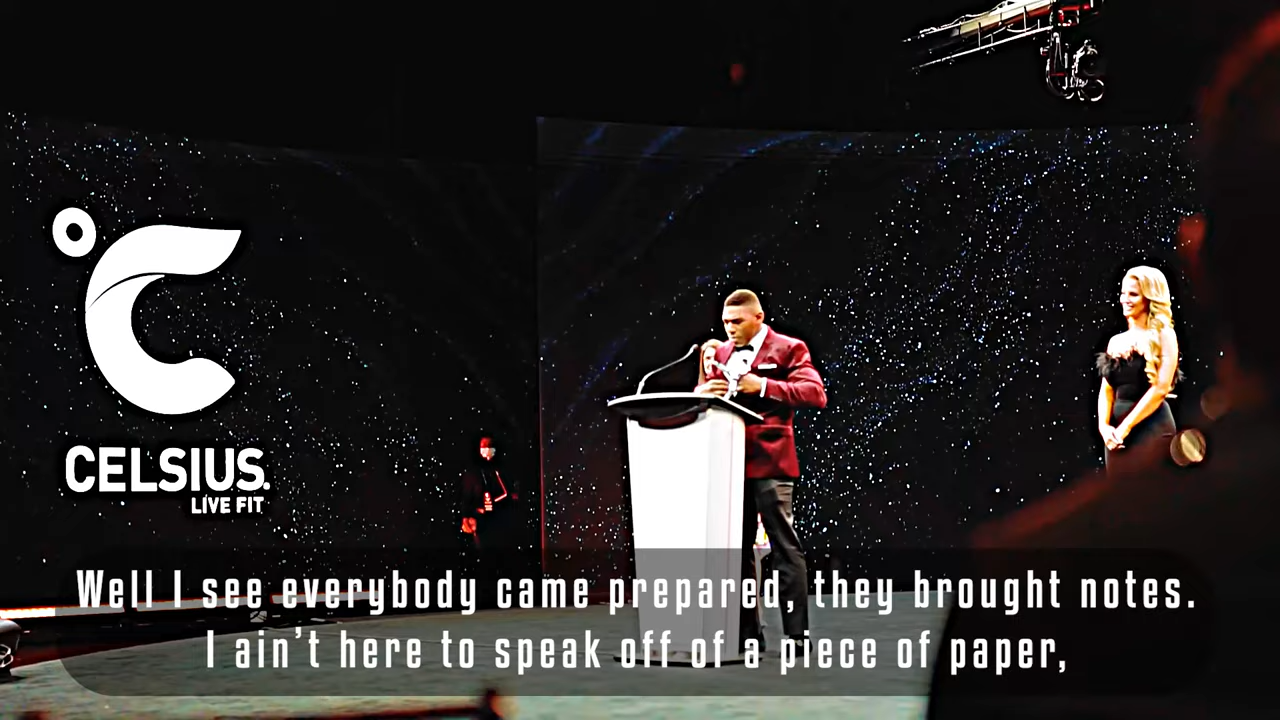 CELSIUS.
LIVE FIT
Well I see everybody came prepared, they brought notes.
I ain’t here to speak off of a piece of paper,